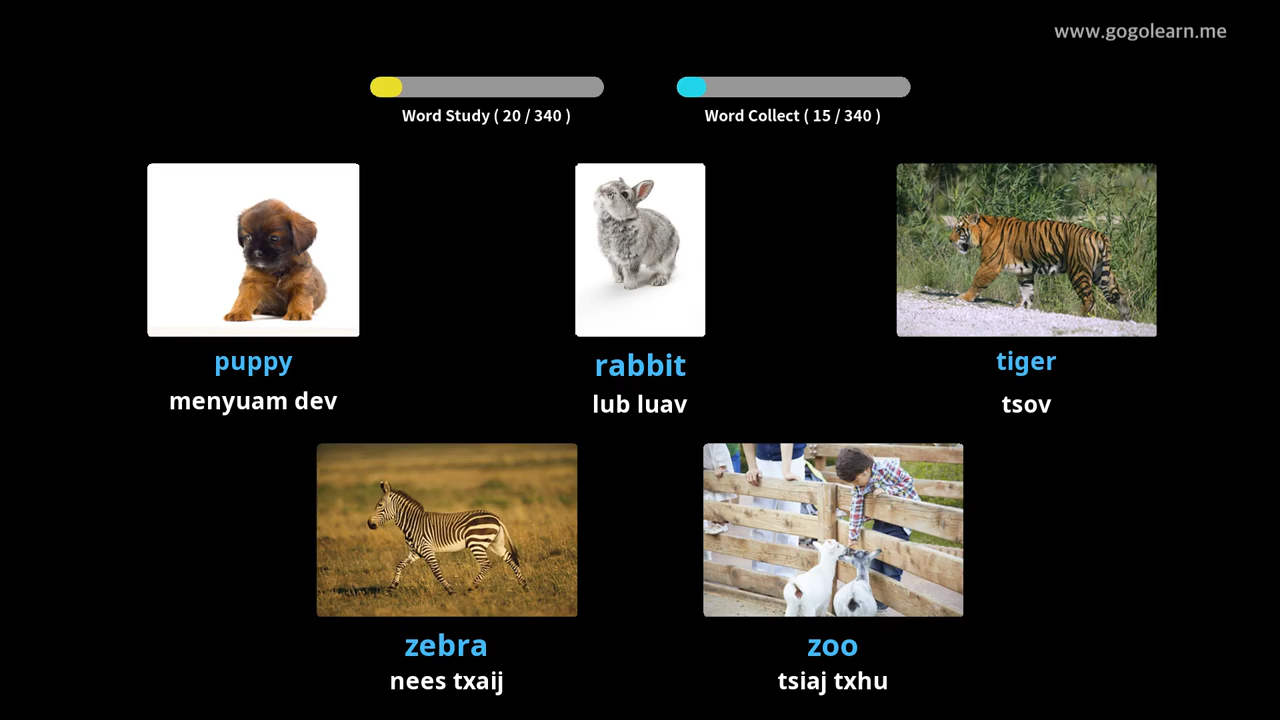 www.gogolearn.me
Word Study ( 20 / 340 )
Word Collect ( 15 / 340 )
puppy
menyuam dev
rabbit
lub luav
tiger
tsov
zebra
nees txaij
zoo
tsiaj txhu